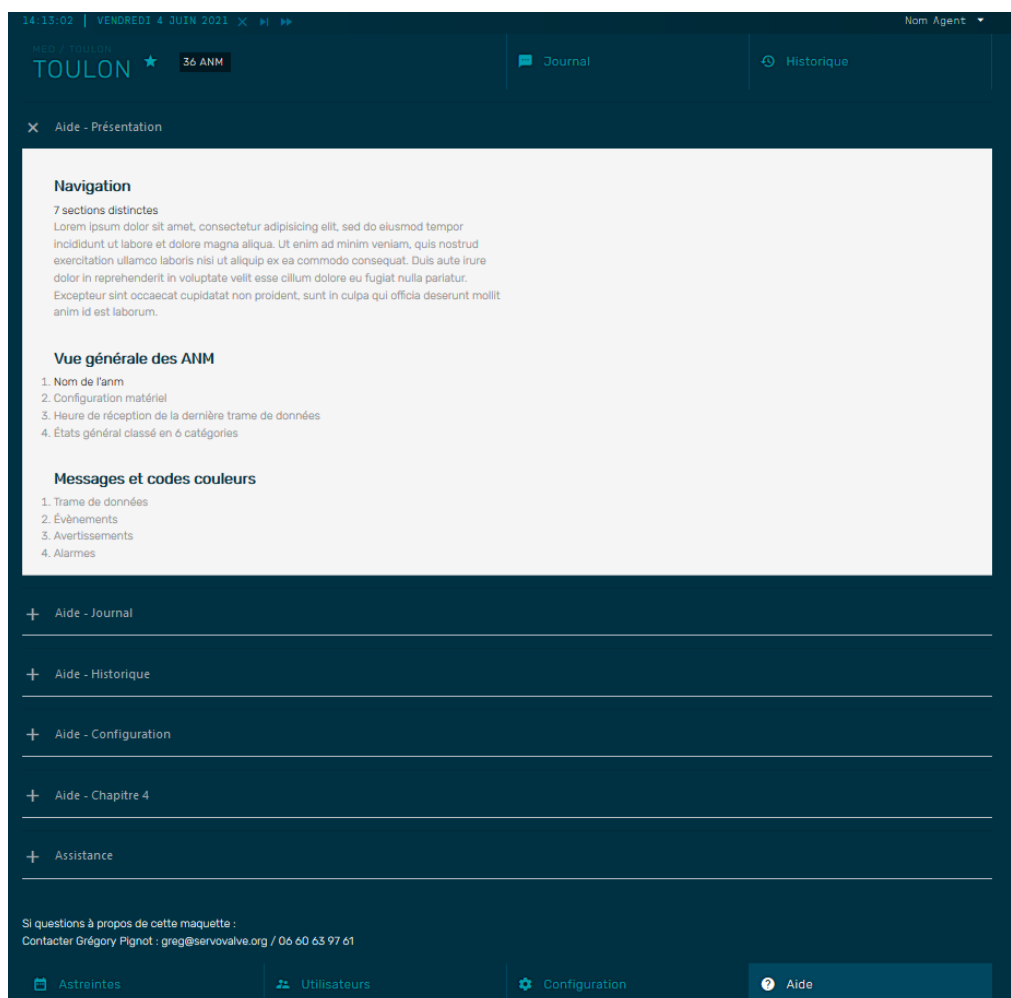 14:13:02 | VENDREDI 4 JUIN 2021
Nom Agent
MED / TOULON
TOULON
36 ANM
Journal
Historique
Aide - Présentation
Navigation
7 sections distinctes
Lorem ipsum dolor sit amet, consectetur adipisicing elit, sed do eiusmod tempor
incididunt ut labore et dolore magna aliqua. Ut enim ad minim veniam, quis nostrud
exercitation ullamco laboris nisi ut aliquip ex ea commodo consequat. Duis aute irure
dolor in reprehenderit in voluptate velit esse cillum dolore eu fugiat nulla pariatur.
Excepteur sint occaecat cupidatat non proident, sunt in culpa qui officia deserunt mollit
anim id est laborum.
Vue générale des ANM
1. Nom de l'anm
2. Configuration matériel
3. Heure de réception de la dernière trame de données
4. États général classé en 6 catégories
Messages et codes couleurs
1. Trame de données
2. Évènements
3. Avertissements
4. Alarmes
Aide - Journal
Aide - Historique
Aide - Configuration
Aide - Chapitre 4
Assistance
Si questions à propos de cette maquette :
Contacter Grégory Pignot : greg@servovalve.org / 06 60 63 97 61
Astreintes
Utilisateurs
Configuration
Aide